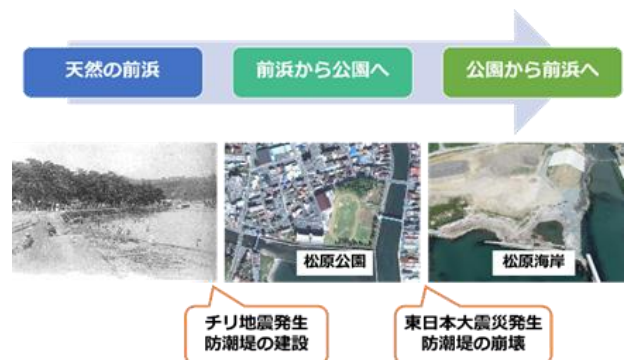 天然の前浜
前浜から公園へ
公園から前浜へ
松原公園
松原海岸
チリ地震発生
防潮堤の建設
東日本大震災発生
防潮堤の崩壊